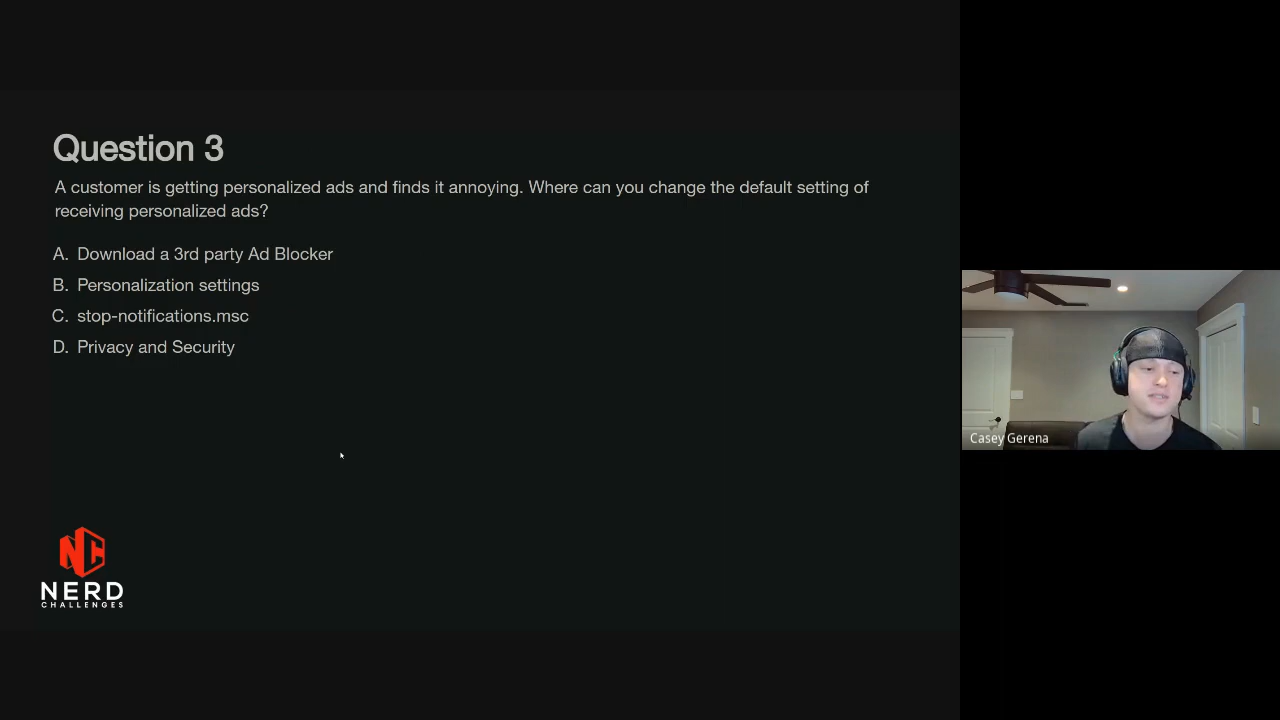 Question 3
A customer is getting personalized ads and finds it annoying. Where can you change the default setting of
receiving personalized ads?
A. Download a 3rd party Ad Blocker
B. Personalization settings
C. stop-notifications.msc
D. Privacy and Security
Casey Gerena
NC
NERD
CHALLENGES